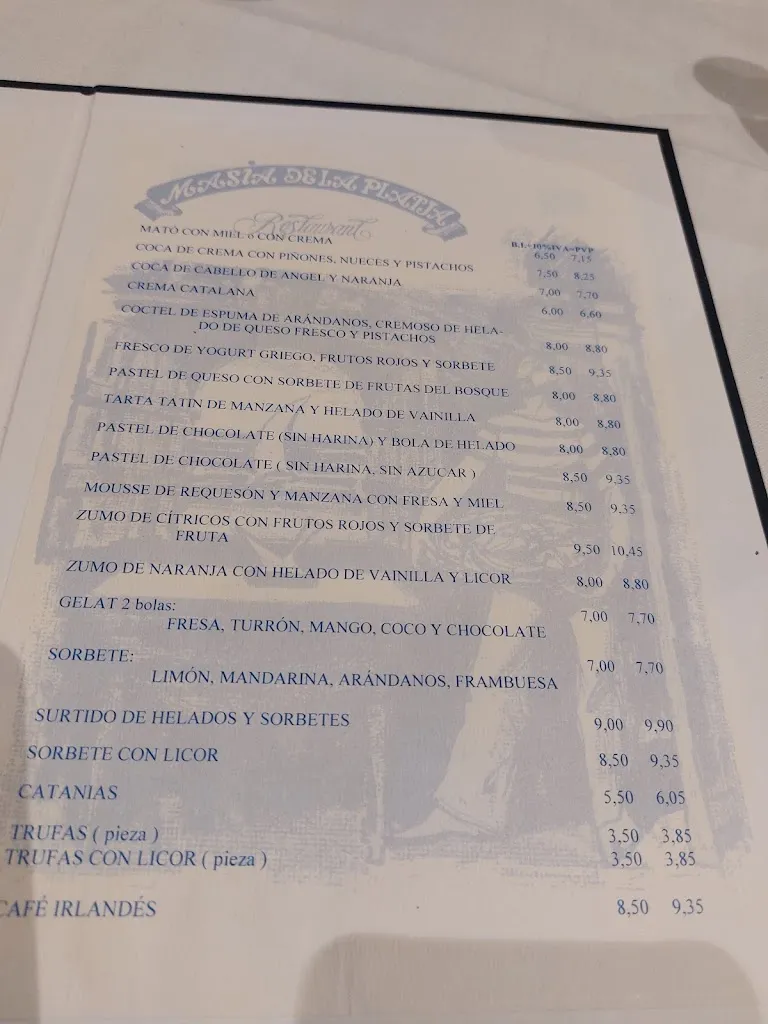 MASÍA DE LA PLATJA
Restaurant
B.I.+10%IVA=PVP
MATÓ CON MIEL ó CON CREMA 6,50 7,15
COCA DE CREMA CON PIÑONES, NUECES Y PISTACHOS 7,50 8,25
COCA DE CABELLO DE ANGEL Y NARANJA 7,00 7,70
CREMA CATALANA 6,00 6,60
COCTEL DE ESPUMA DE ARÁNDANOS, CREMOSO DE HELA-
DO DE QUESO FRESCO Y PISTACHOS 8,00 8,80
FRESCO DE YOGURT GRIEGO, FRUTOS ROJOS Y SORBETE 8,50 9,35
PASTEL DE QUESO CON SORBETE DE FRUTAS DEL BOSQUE 8,00 8,80
TARTA TATIN DE MANZANA Y HELADO DE VAINILLA 8,00 8,80
PASTEL DE CHOCOLATE (SIN HARINA) Y BOLA DE HELADO 8,00 8,80
PASTEL DE CHOCOLATE ( SIN HARINA, SIN AZUCAR ) 8,50 9,35
MOUSSE DE REQUESÓN Y MANZANA CON FRESA Y MIEL 8,50 9,35
ZUMO DE CÍTRICOS CON FRUTOS ROJOS Y SORBETE DE
FRUTA 9,50 10,45
ZUMO DE NARANJA CON HELADO DE VAINILLA Y LICOR 8,00 8,80
GELAT 2 bolas: 7,00 7,70
FRESA, TURRÓN, MANGO, COCO Y CHOCOLATE
SORBETE: 7,00 7,70
LIMÓN, MANDARINA, ARÁNDANOS, FRAMBUESA
SURTIDO DE HELADOS Y SORBETES 9,00 9,90
SORBETE CON LICOR 8,50 9,35
CATANIAS 5,50 6,05
TRUFAS ( pieza ) 3,50 3,85
TRUFAS CON LICOR ( pieza ) 3,50 3,85
CAFÉ IRLANDÉS 8,50 9,35